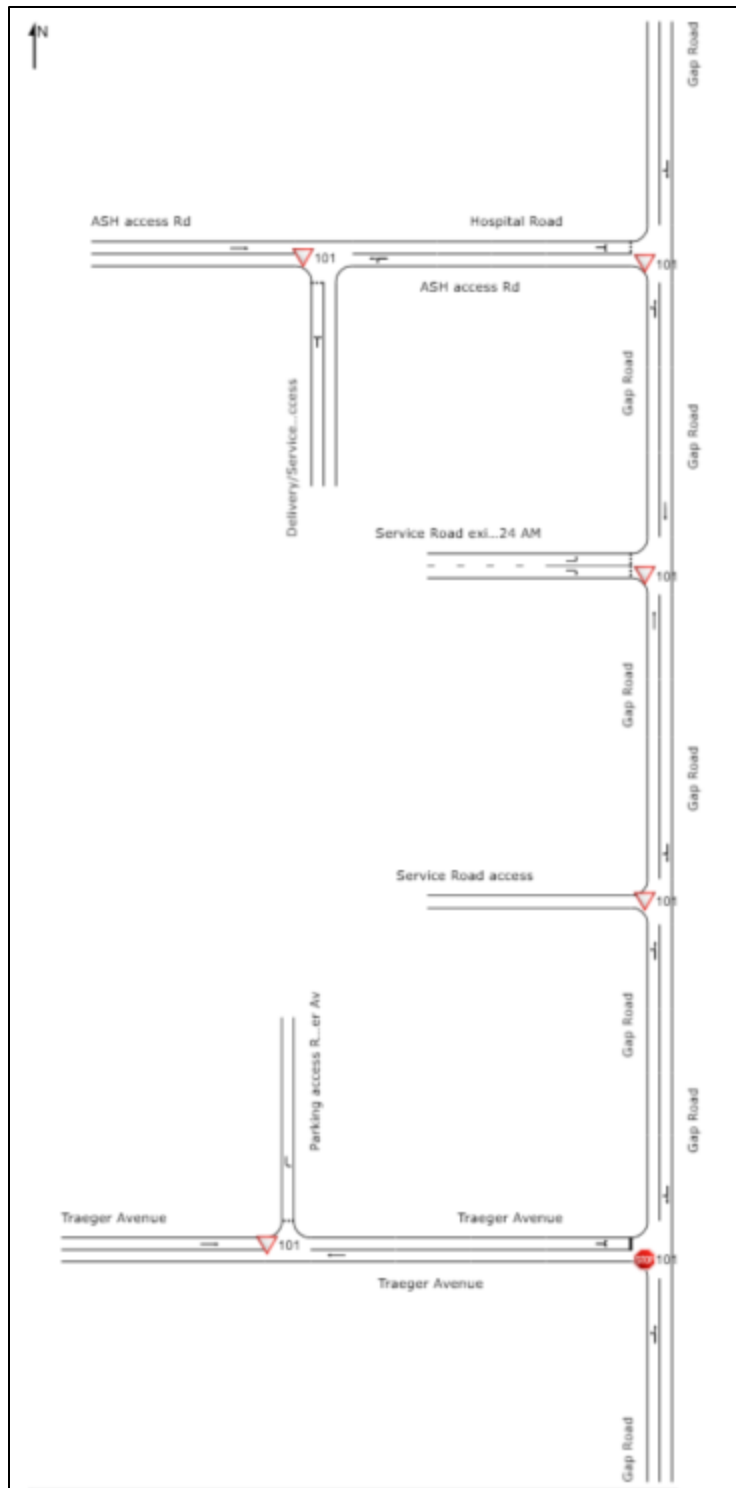 N
Gap Road
ASH access Rd
Hospital Road
101
101
ASH access Rd
Gap Road
Gap Road
Delivery/Service...ccess
Service Road exi...24 AM
101
Gap Road
Gap Road
Service Road access
101
Gap Road
Parking access R...er Av
Gap Road
Traeger Avenue
Traeger Avenue
101
STOP
101
Traeger Avenue
Gap Road